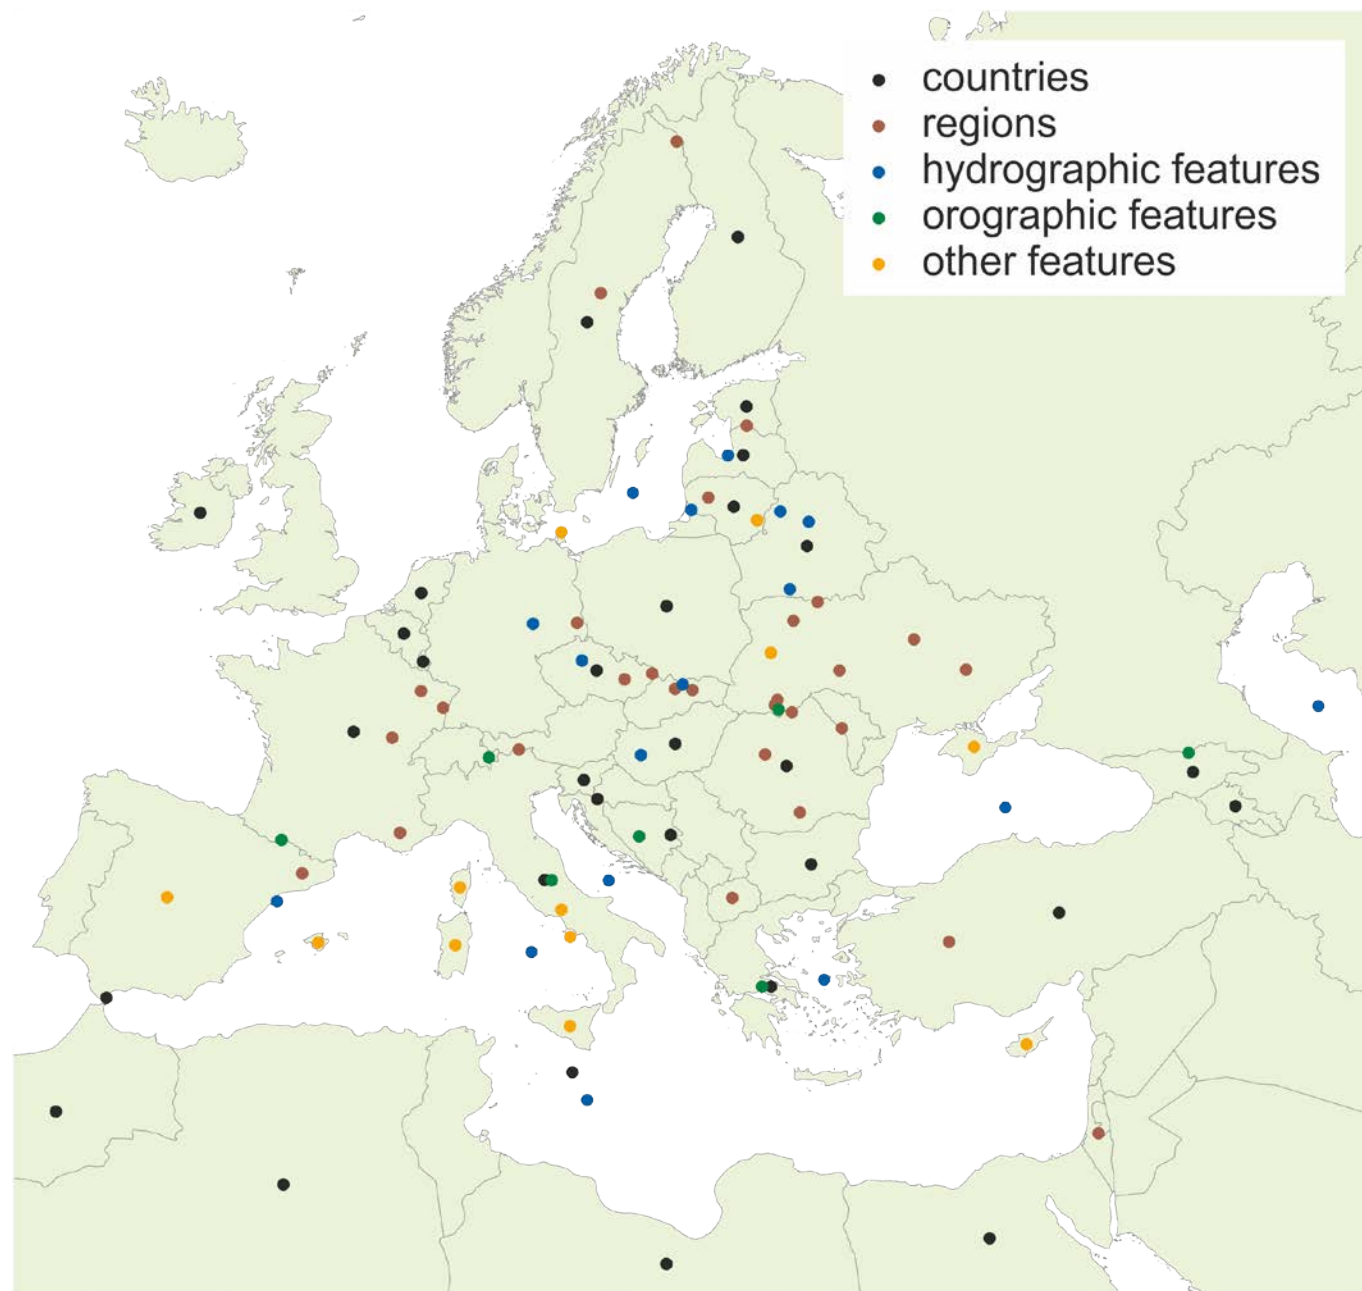 countries
regions
hydrographic features
orographic features
other features